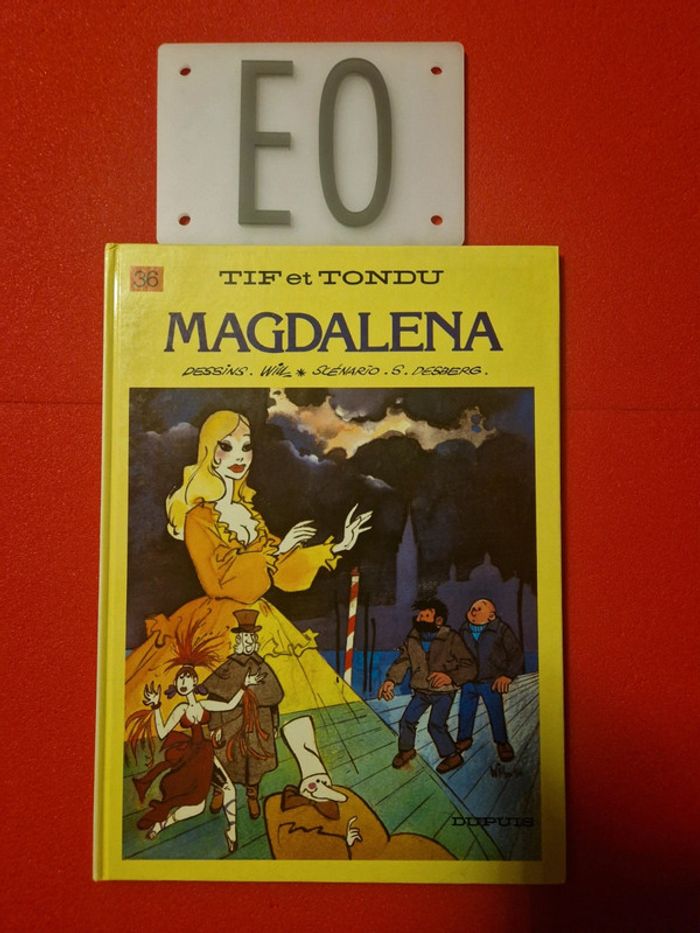 EO
36
TIF et TONDU
MAGDALENA
DESSINS. WILL * SCÉNARIO. S. DESBERG.
DUPUIS